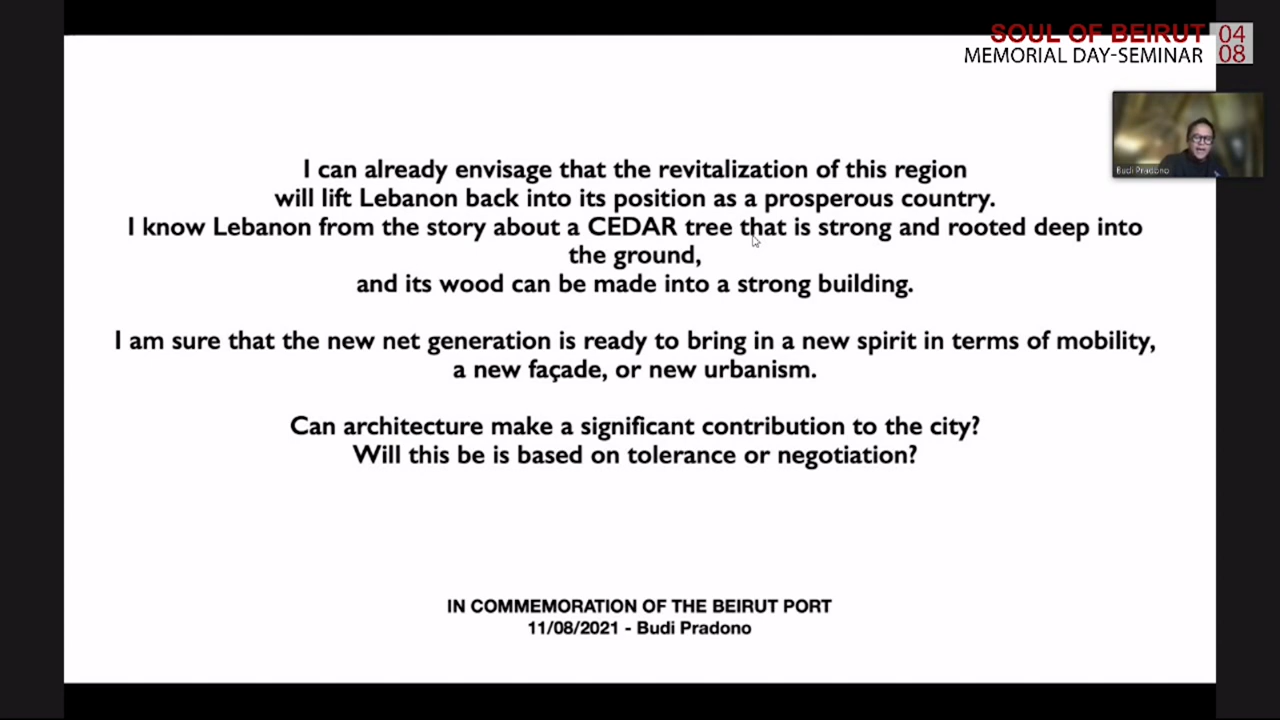 SOUL OF BEIRUT
MEMORIAL DAY-SEMINAR
04
08
Budi Pradono
I can already envisage that the revitalization of this region
will lift Lebanon back into its position as a prosperous country.
I know Lebanon from the story about a CEDAR tree that is strong and rooted deep into
the ground,
and its wood can be made into a strong building.
I am sure that the new net generation is ready to bring in a new spirit in terms of mobility,
a new façade, or new urbanism.
Can architecture make a significant contribution to the city?
Will this be is based on tolerance or negotiation?
IN COMMEMORATION OF THE BEIRUT PORT
11/08/2021 - Budi Pradono